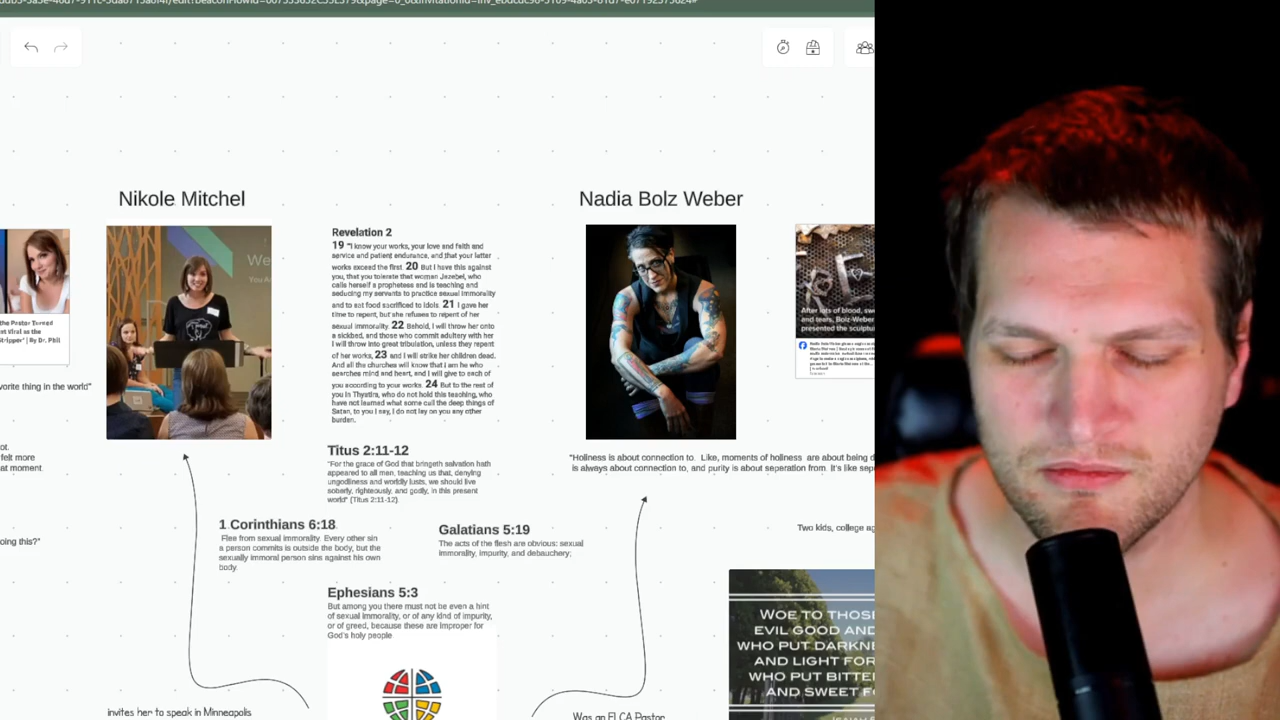 Nikole Mitchel
Nadia Bolz Weber
We
the Pastor Turned
st Viral as the
Stripper' | By Dr. Phil
vorite thing in the world"
ot.
felt more
at moment
oing this?"
Revelation 2
19 "I know your works, your love and faith and
service and patient endurance, and that your latter
works exceed the first. 20 But I have this against
you, that you tolerate that woman Jezebel, who
calls herself a prophetess and is teaching and
seducing my servants to practice sexual immorality
and to eat food sacrificed to idols. 21 I gave her
time to repent, but she refuses to repent of her
sexual immorality. 22 Behold, I will throw her onto
a sickbed, and those who commit adultery with her
I will throw into great tribulation, unless they repent
of her works, 23 and I will strike her children dead.
And all the churches will know that I am he who
searches mind and heart, and I will give to each of
you according to your works. 24 But to the rest of
you in Thyatira, who do not hold this teaching, who
have not learned what some call the deep things of
Satan, to you I say, I do not lay on you any other
burden.
Titus 2:11-12
"For the grace of God that bringeth salvation hath
appeared to all men, teaching us that, denying
ungodliness and worldly lusts, we should live
soberly, righteously, and godly, in this present
world" (Titus 2:11-12).
1 Corinthians 6:18
Flee from sexual immorality. Every other sin
a person commits is outside the body, but the
sexually immoral person sins against his own
body.
Galatians 5:19
The acts of the flesh are obvious: sexual
immorality, impurity, and debauchery;
Ephesians 5:3
But among you there must not be even a hint
of sexual immorality, or of any kind of impurity,
or of greed, because these are improper for
God's holy people
"Holiness is about connection to. Like, moments of holiness are about being d
is always about connection to, and purity is about seperation from. It's like sep
After lots of blood, sw
and tears, Bolz-Weber
presented the sculptu
Two kids, college ag
WOE TO THOS
EVIL GOOD AND
WHO PUT DARKNE
AND LIGHT FOR
WHO PUT BITTE
AND SWEET FO
invites her to speak in Minneapolis
Was an ELCA Pastor